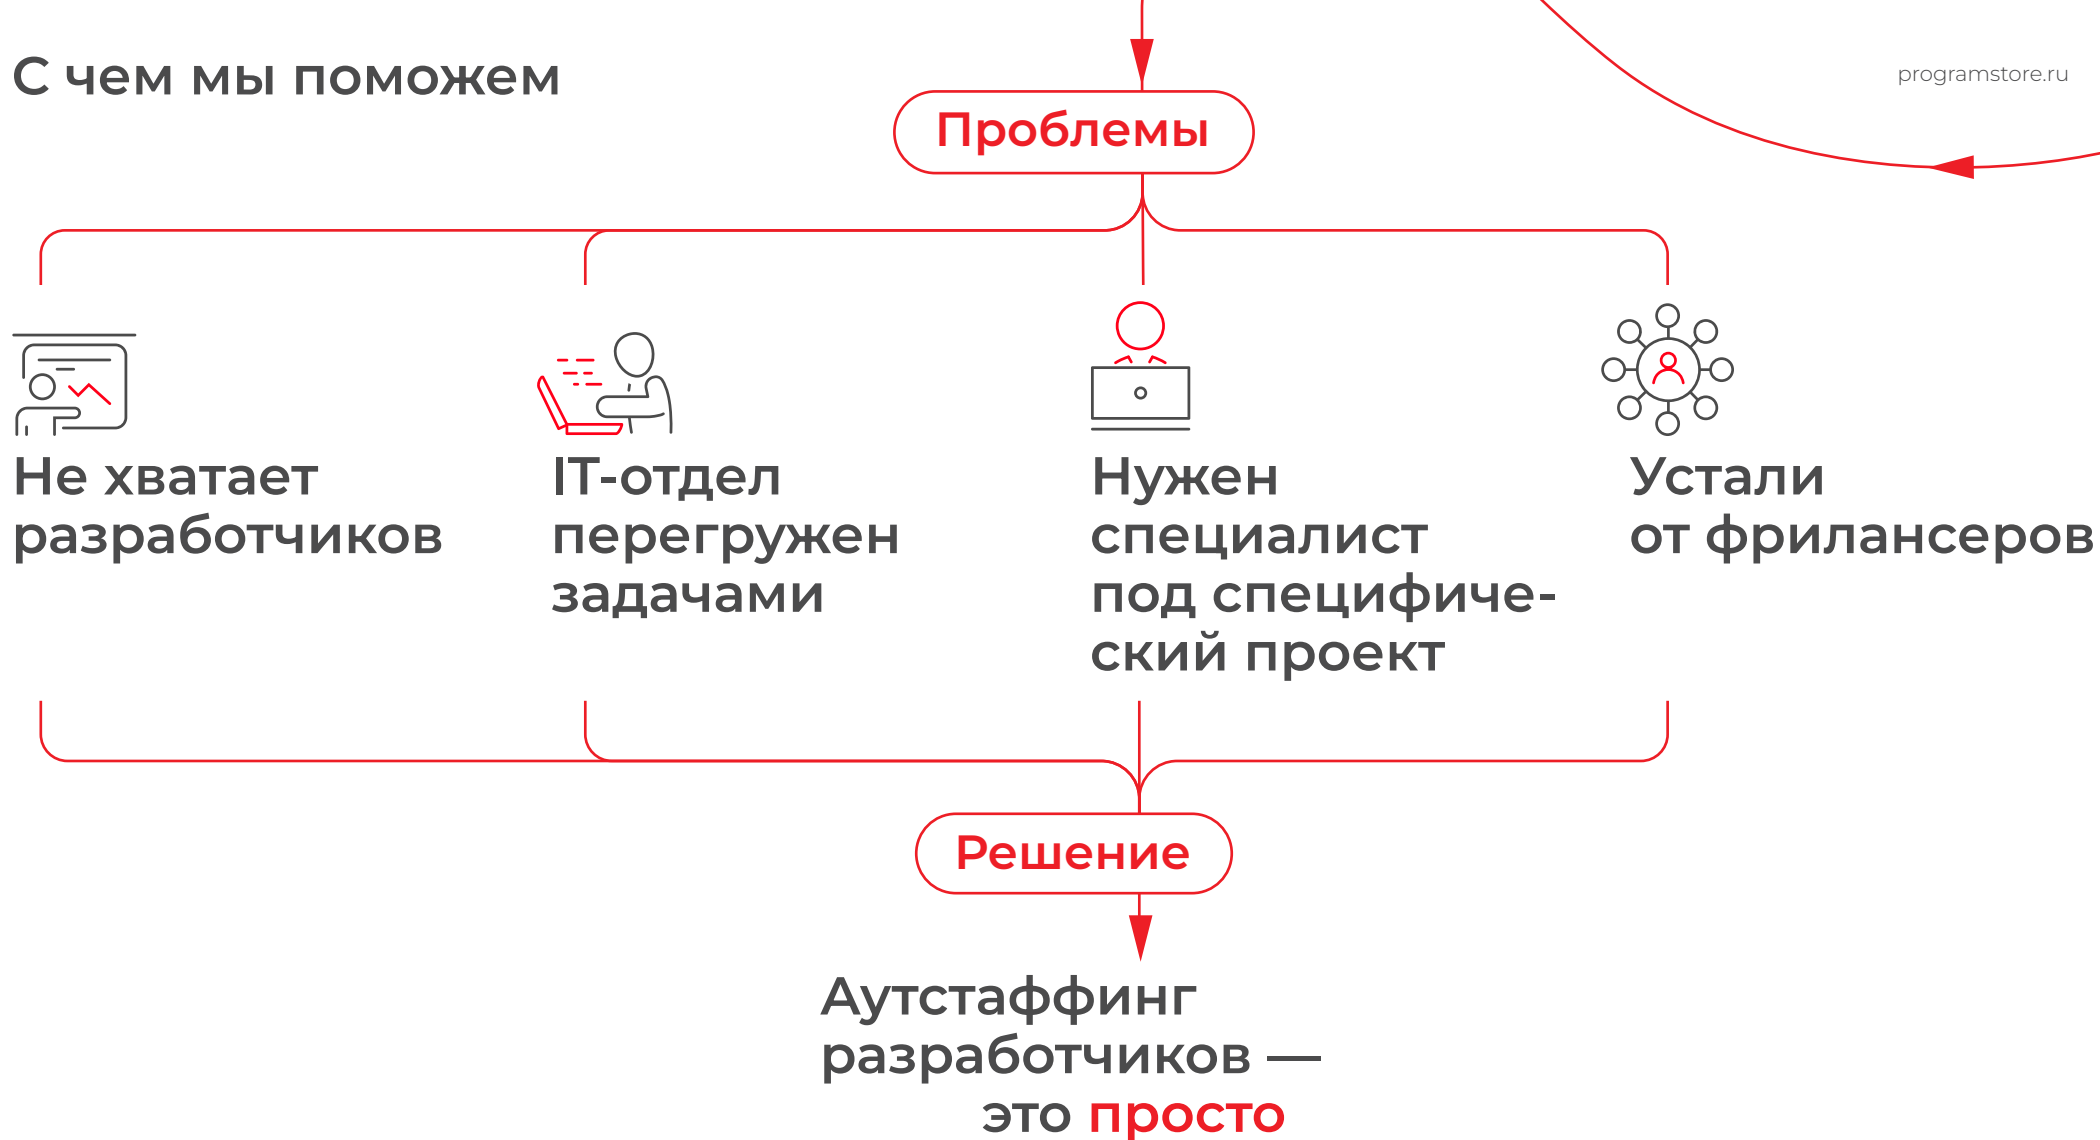 С чем мы поможем
programstore.ru
Проблемы
Не хватает
разработчиков
IT-отдел
перегружен
задачами
Нужен
специалист
под специфиче-
ский проект
Устали
от фрилансеров
Решение
Аутстаффинг
разработчиков —
это просто